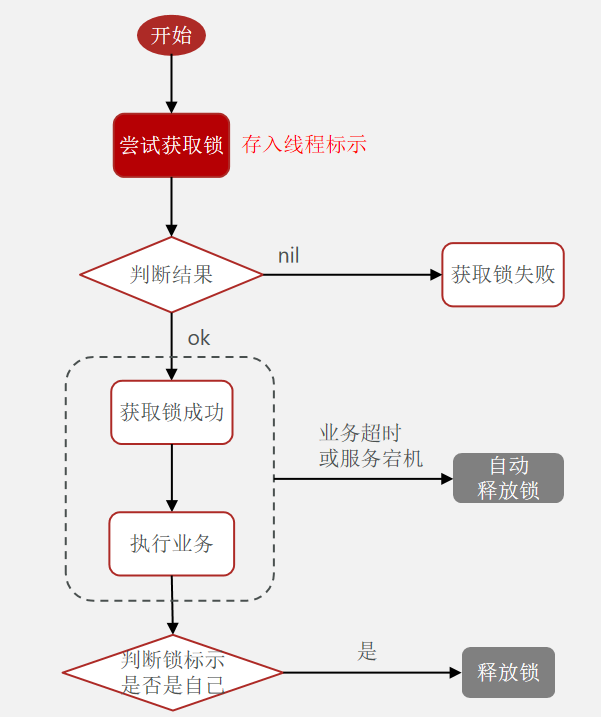 开始
尝试获取锁
存入线程标示
判断结果
nil
获取锁失败
ok
获取锁成功
业务超时
或服务宕机
自动
释放锁
执行业务
判断锁标示
是否是自己
是
释放锁